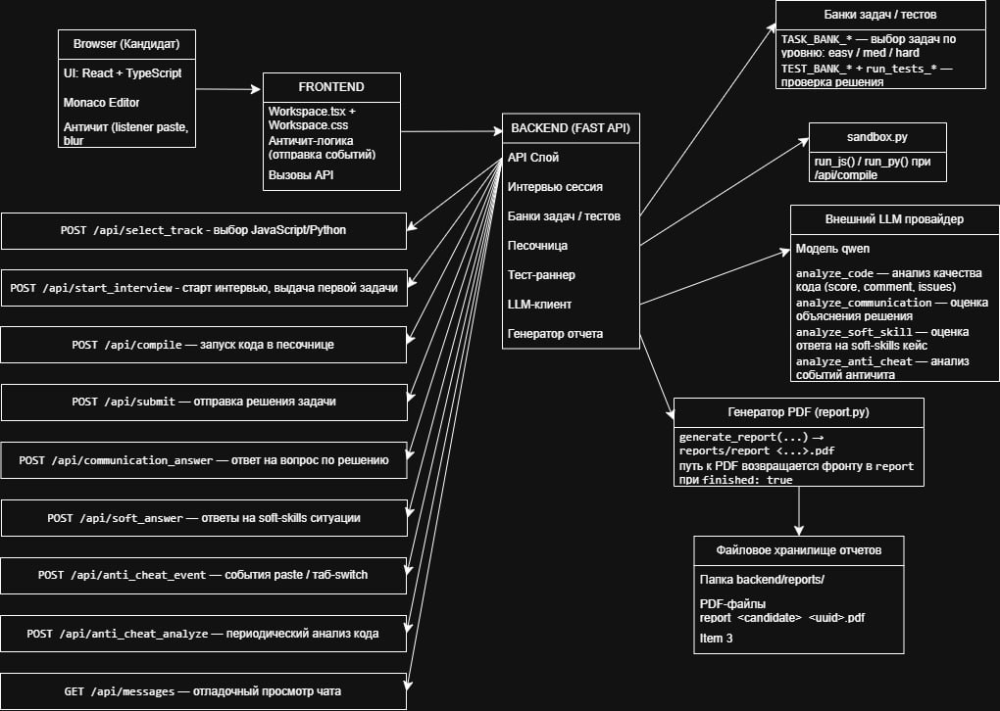 Browser (Кандидат)
UI: React + TypeScript
Monaco Editor
Античит (listener paste,
blur
FRONTEND
Workspace.tsx +
Workspace.css
Античит-логика
(отправка событий)
Вызовы API
BACKEND (FAST API)
API Слой
Интервью сессия
Банки задач / тестов
Песочница
Тест-раннер
LLM-клиент
Генератор отчета
POST /api/select_track - выбор JavaScript/Python
POST /api/start_interview - старт интервью, выдача первой задачи
POST /api/compile — запуск кода в песочнице
POST /api/submit — отправка решения задачи
POST /api/communication_answer — ответ на вопрос по решению
POST /api/soft_answer — ответы на soft-skills ситуации
POST /api/anti_cheat_event — события paste / таб-switch
POST /api/anti_cheat_analyze — периодический анализ кода
GET /api/messages — отладочный просмотр чата
Банки задач / тестов
TASK_BANK_* — выбор задач по
уровню: easy / med / hard
TEST_BANK_* + run_tests_* —
проверка решения
sandbox.py
run_js() / run_py() при
/api/compile
Внешний LLM провайдер
Модель qwen
analyze_code — анализ качества
кода (score, comment, issues)
analyze_communication — оценка
объяснения решения
analyze_soft_skill — оценка
ответа на soft-skills кейс
analyze_anti_cheat — анализ
событий античита
Генератор PDF (report.py)
generate_report(...) →
reports/report_<...>.pdf
путь к PDF возвращается фронту в report
при finished: true
Файловое хранилище отчетов
Папка backend/reports/
PDF-файлы
report_<candidate>_<uuid>.pdf
Item 3